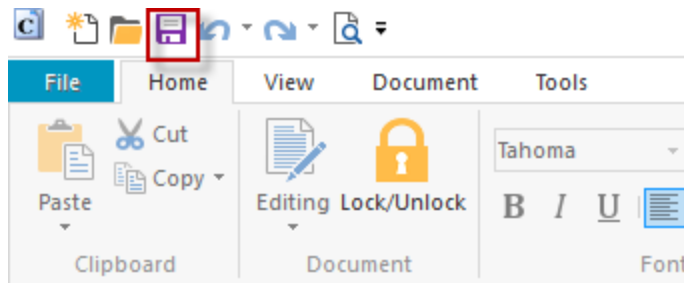 C
File Home View Document Tools
Cut
Copy
Paste
Editing Lock/Unlock
Tahoma
B I U
Clipboard Document Font